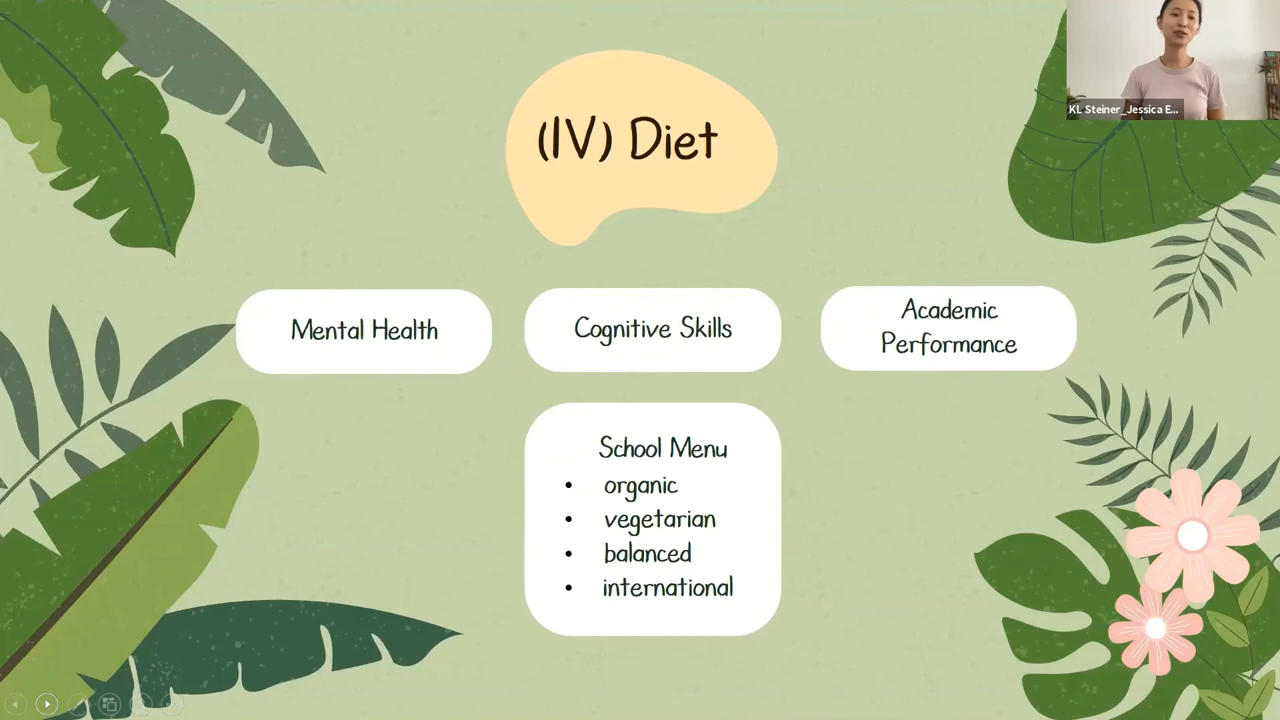 KL Steiner_Jessica E...
(IV) Diet
Mental Health
Cognitive Skills
Academic
Performance
School Menu
• organic
• vegetarian
• balanced
• international